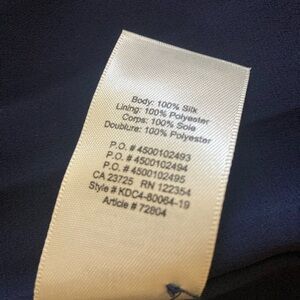 Body: 100% Silk
Lining: 100% Polyester
Corps: 100% Soie
Doublure: 100% Polyester
P.O. # 4500102493
P.O. # 4500102494
P.O. # 4500102495
CA 23725 RN 122354
Style # KDC4-80064-19
Article # 72804